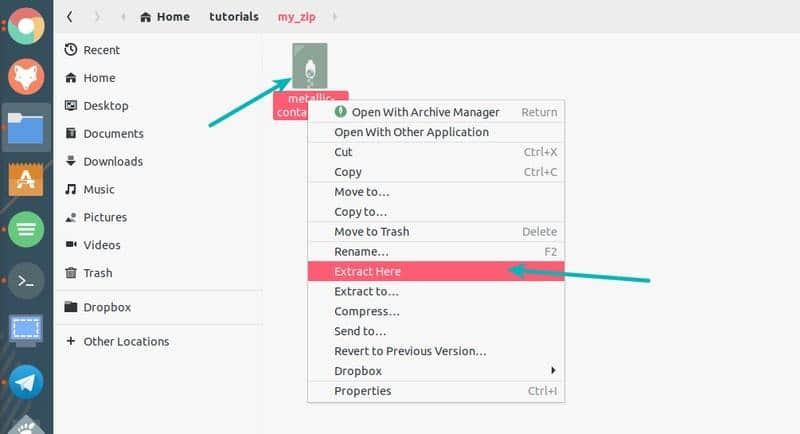 Home tutorials my_zip
Recent
Home
Desktop
Documents
Downloads
Music
Pictures
Videos
Trash
Dropbox
+ Other Locations
metallic-
conta
Open With Archive Manager Return
Open With Other Application
Cut Ctrl+X
Copy Ctrl+C
Move to…
Copy to…
Move to Trash Delete
Rename… F2
Extract Here
Extract to…
Compress…
Send to…
Revert to Previous Version…
Dropbox
Properties Ctrl+I